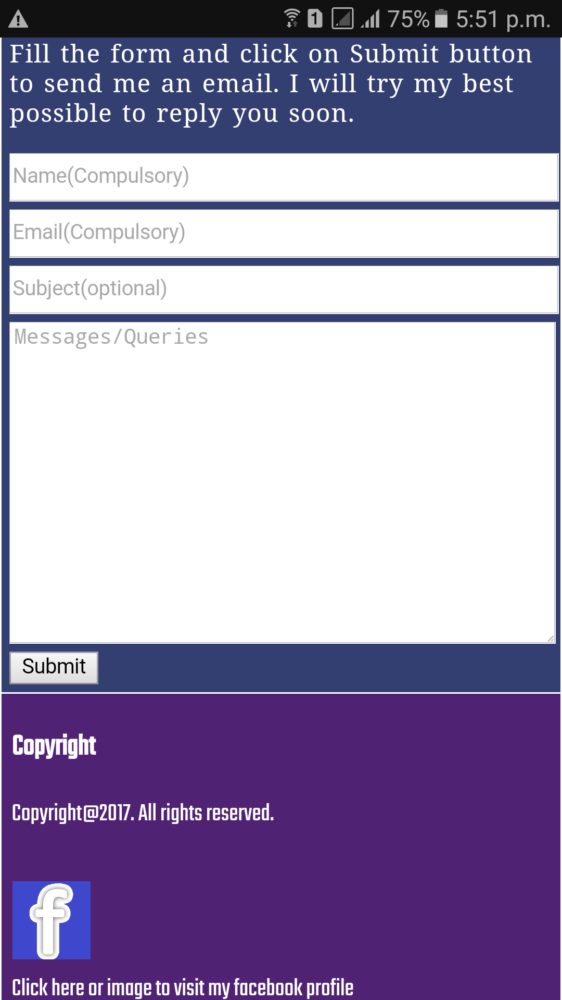 1 75% 5:51 p.m.
Fill the form and click on Submit button
to send me an email. I will try my best
possible to reply you soon.
Name(Compulsory)
Email(Compulsory)
Subject(optional)
Messages/Queries
Submit
Copyright
Copyright@2017. All rights reserved.
f
Click here or image to visit my facebook profile